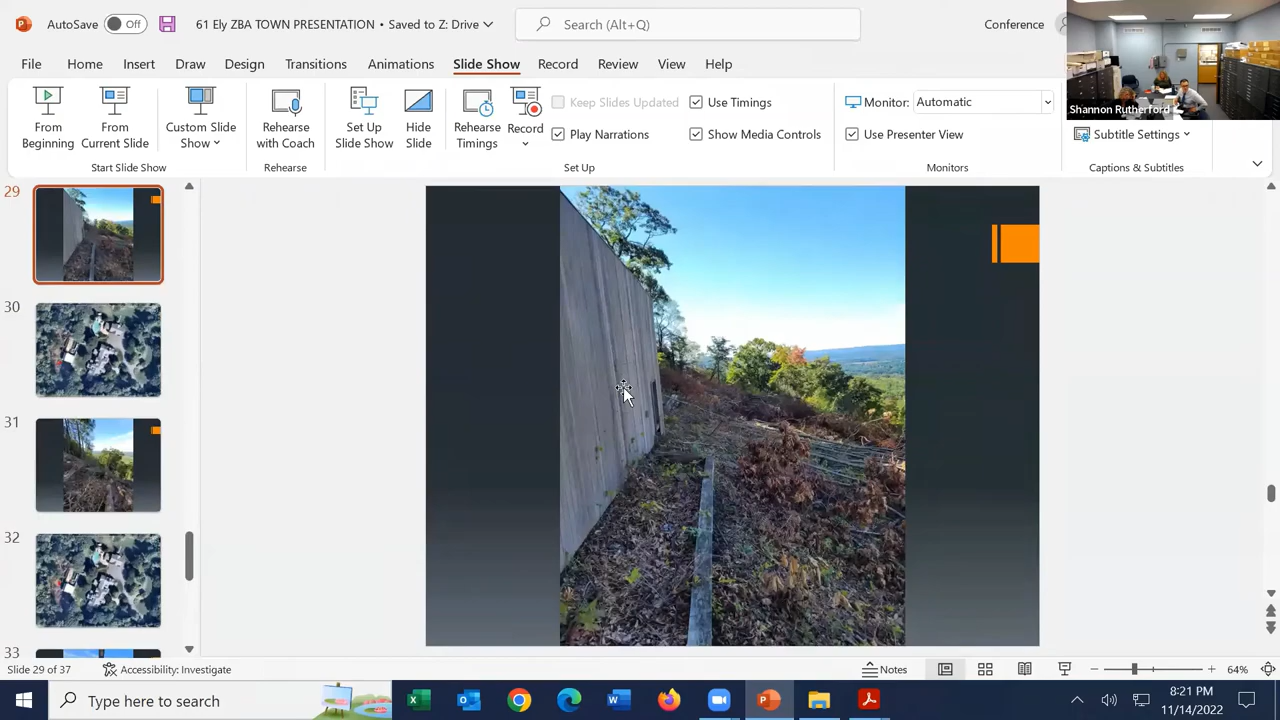 AutoSave Off 61 Ely ZBA TOWN PRESENTATION • Saved to Z: Drive Search (Alt+Q) Conference
File Home Insert Draw Design Transitions Animations Slide Show Record Review View Help
Shannon Rutherford
From Beginning
From Current Slide
Custom Slide Show
Rehearse with Coach
Set Up Slide Show
Hide Slide
Rehearse Timings
Record
Keep Slides Updated
Play Narrations
Use Timings
Show Media Controls
Monitor: Automatic
Use Presenter View
Subtitle Settings
Start Slide Show Rehearse Set Up Monitors Captions & Subtitles
29
30
31
32
33
Slide 29 of 37 Accessibility: Investigate Notes 64%
Type here to search
8:21 PM
11/14/2022